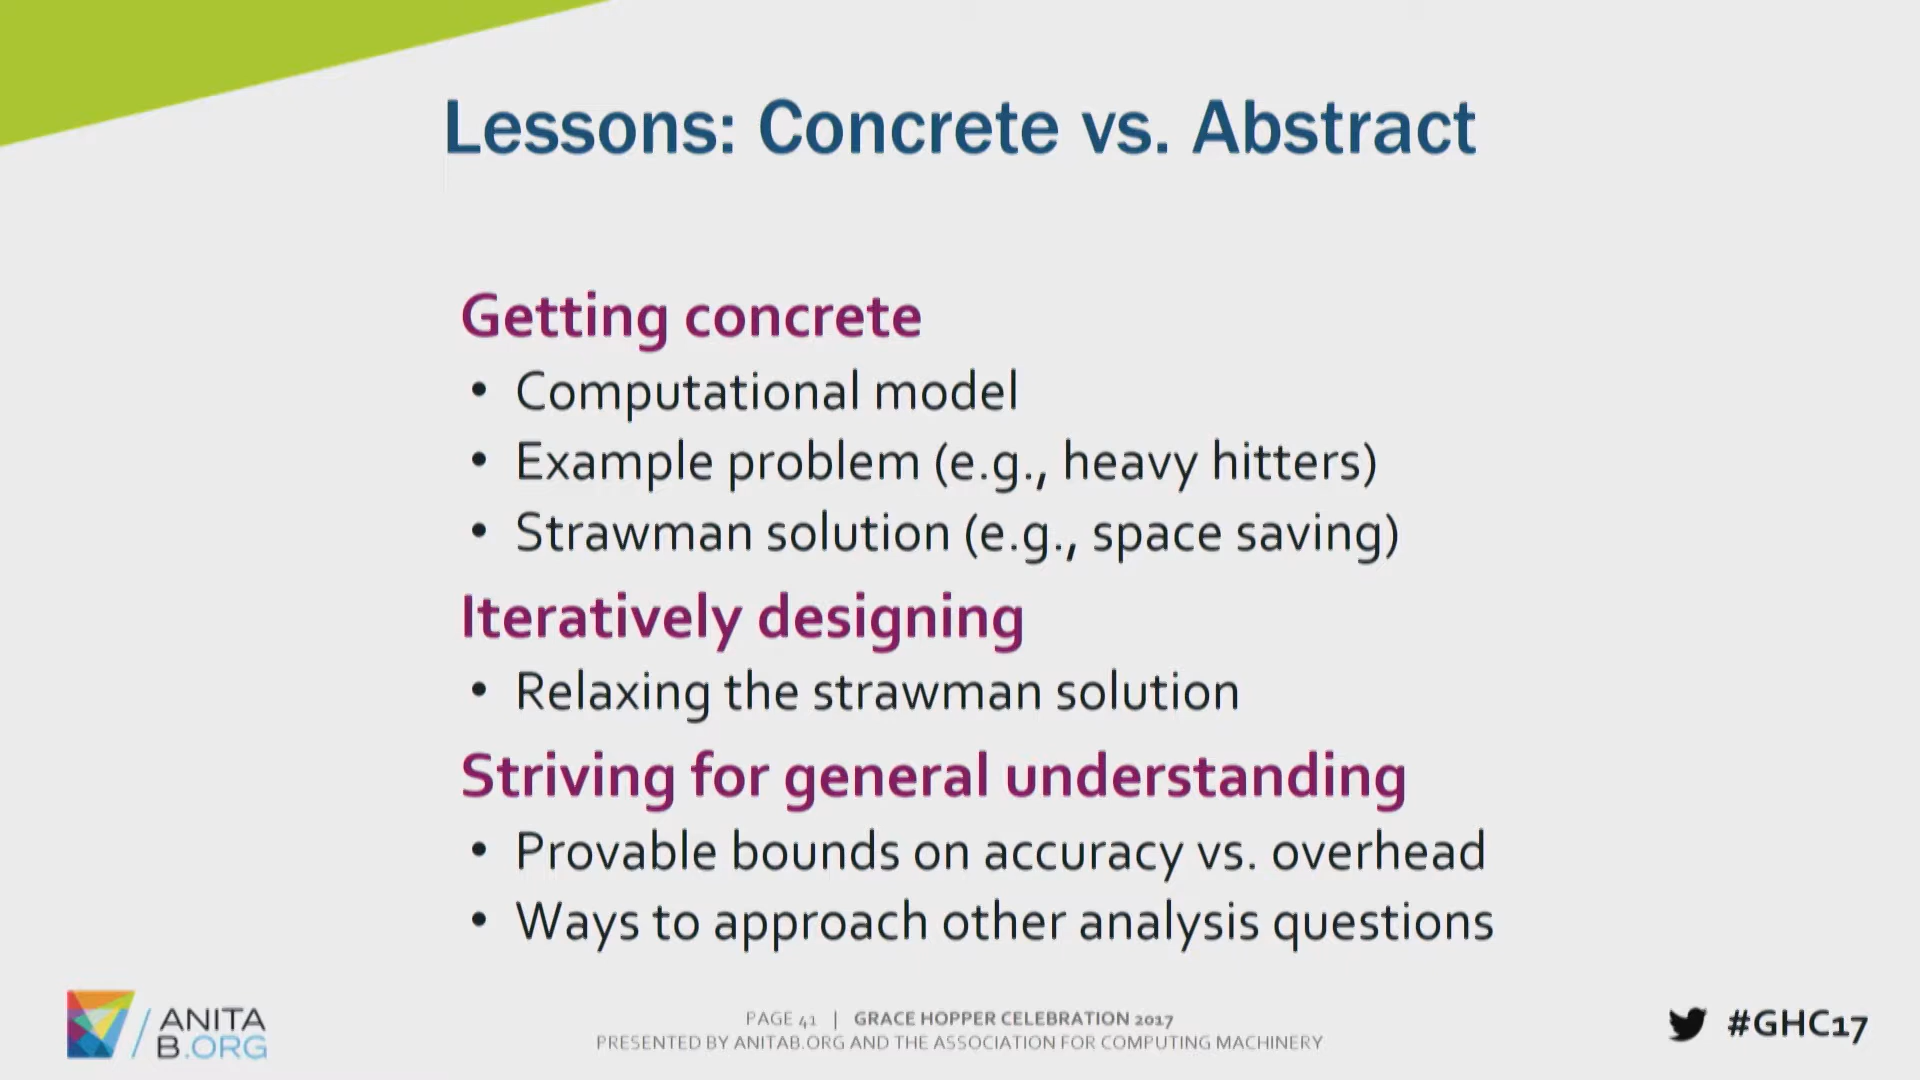 Lessons: Concrete vs. Abstract
Getting concrete
• Computational model
• Example problem (e.g., heavy hitters)
• Strawman solution (e.g., space saving)
Iteratively designing
• Relaxing the strawman solution
Striving for general understanding
• Provable bounds on accuracy vs. overhead
• Ways to approach other analysis questions
ANITA
B.ORG
PAGE 41 | GRACE HOPPER CELEBRATION 2017
PRESENTED BY ANITAB.ORG AND THE ASSOCIATION FOR COMPUTING MACHINERY
#GHC17